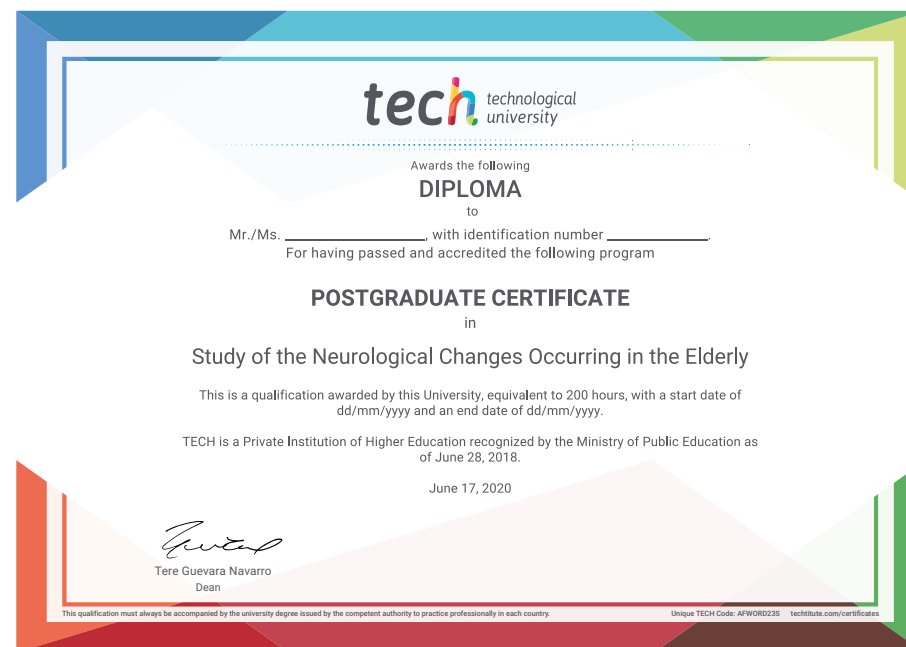 tech technological
university
Awards the following
DIPLOMA
to
Mr./Ms. ____________________, with identification number ______________.
For having passed and accredited the following program
POSTGRADUATE CERTIFICATE
in
Study of the Neurological Changes Occurring in the Elderly
This is a qualification awarded by this University, equivalent to 200 hours, with a start date of
dd/mm/yyyy and an end date of dd/mm/yyyy.
TECH is a Private Institution of Higher Education recognized by the Ministry of Public Education as
of June 28, 2018.
June 17, 2020
Tere Guevara Navarro
Dean
This qualification must always be accompanied by the university degree issued by the competent authority to practice professionally in each country. Unique TECH Code: AFWORD23S techtitute.com/certificates